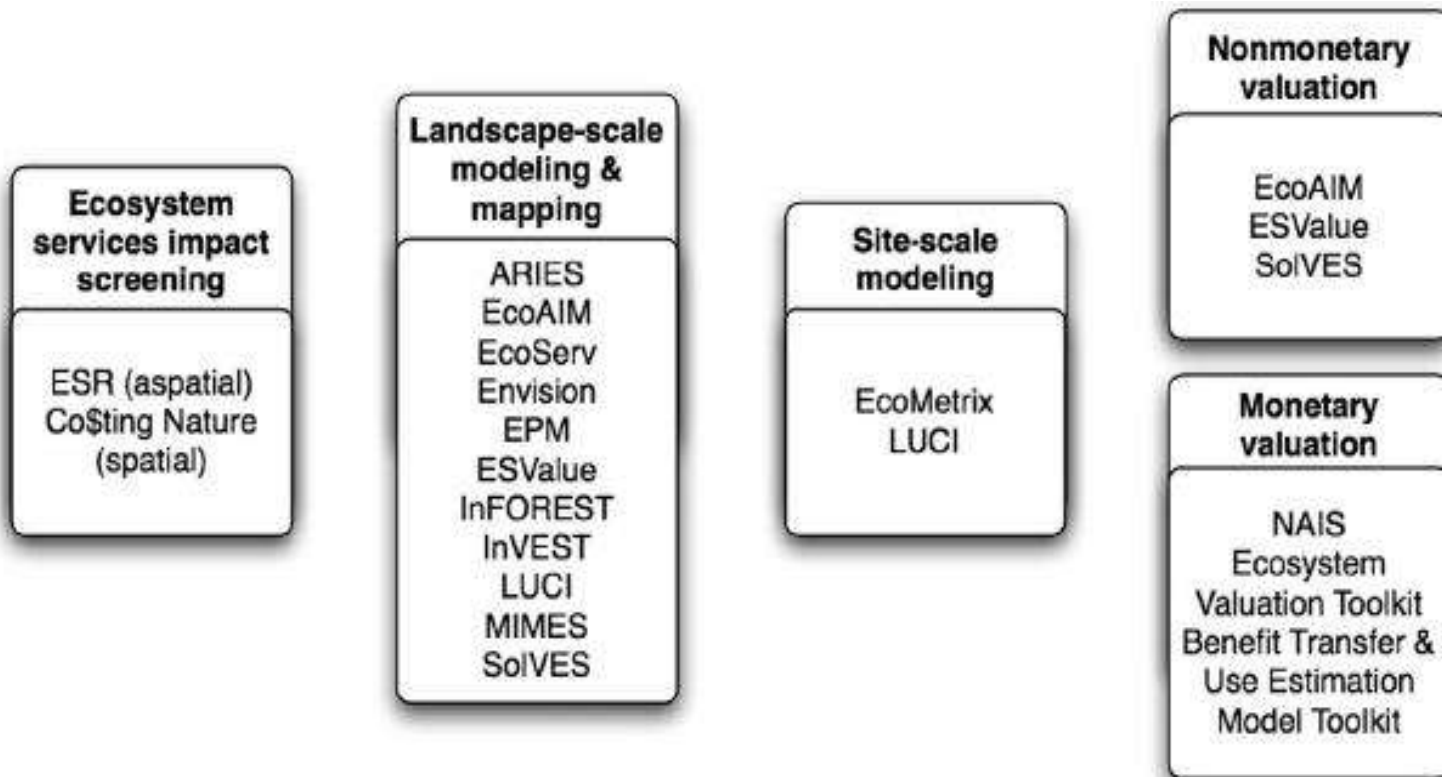 Ecosystem
services impact
screening
ESR (aspatial)
Co$ting Nature
(spatial)
Landscape-scale
modeling &
mapping
ARIES
EcoAIM
EcoServ
Envision
EPM
ESValue
InFOREST
InVEST
LUCI
MIMES
SolVES
Site-scale
modeling
EcoMetrix
LUCI
Nonmonetary
valuation
EcoAIM
ESValue
SolVES
Monetary
valuation
NAIS
Ecosystem
Valuation Toolkit
Benefit Transfer &
Use Estimation
Model Toolkit